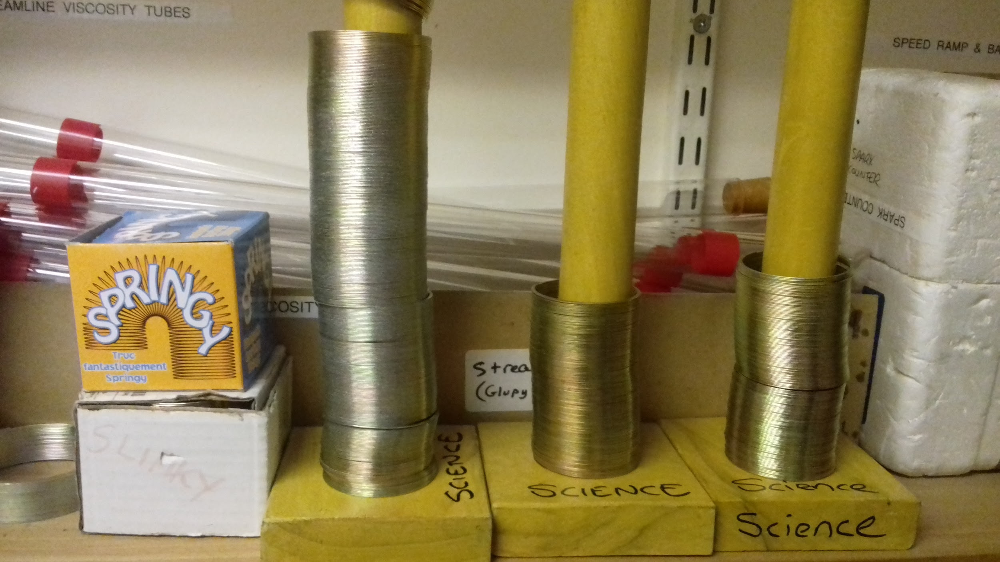 EAMLINE VISCOSITY TUBES
SPEED RAMP & BA
SPARK
COUNTER
SPARK COUNTE
SPRINGY
Truc
fantastiquement
Springy
COSITY
Strea
(Glupy
SLINKY
SCIENCE
SCIENCE
Science
Science